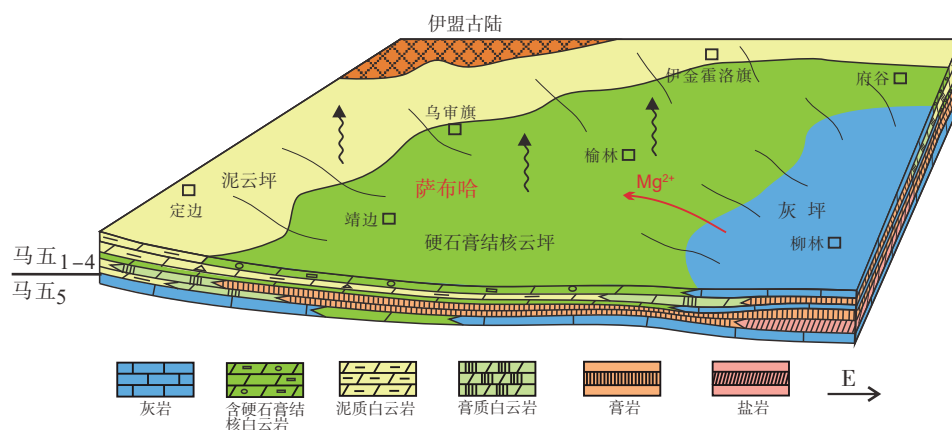 伊盟古陆
伊金霍洛旗
府谷
乌审旗
榆林
泥云坪
萨布哈
Mg²⁺
定边
靖边
灰坪
硬石膏结核云坪
柳林
马五₁₋₄
马五₅
灰岩
含硬石膏结
核白云岩
泥质白云岩
膏质白云岩
膏岩
盐岩
E